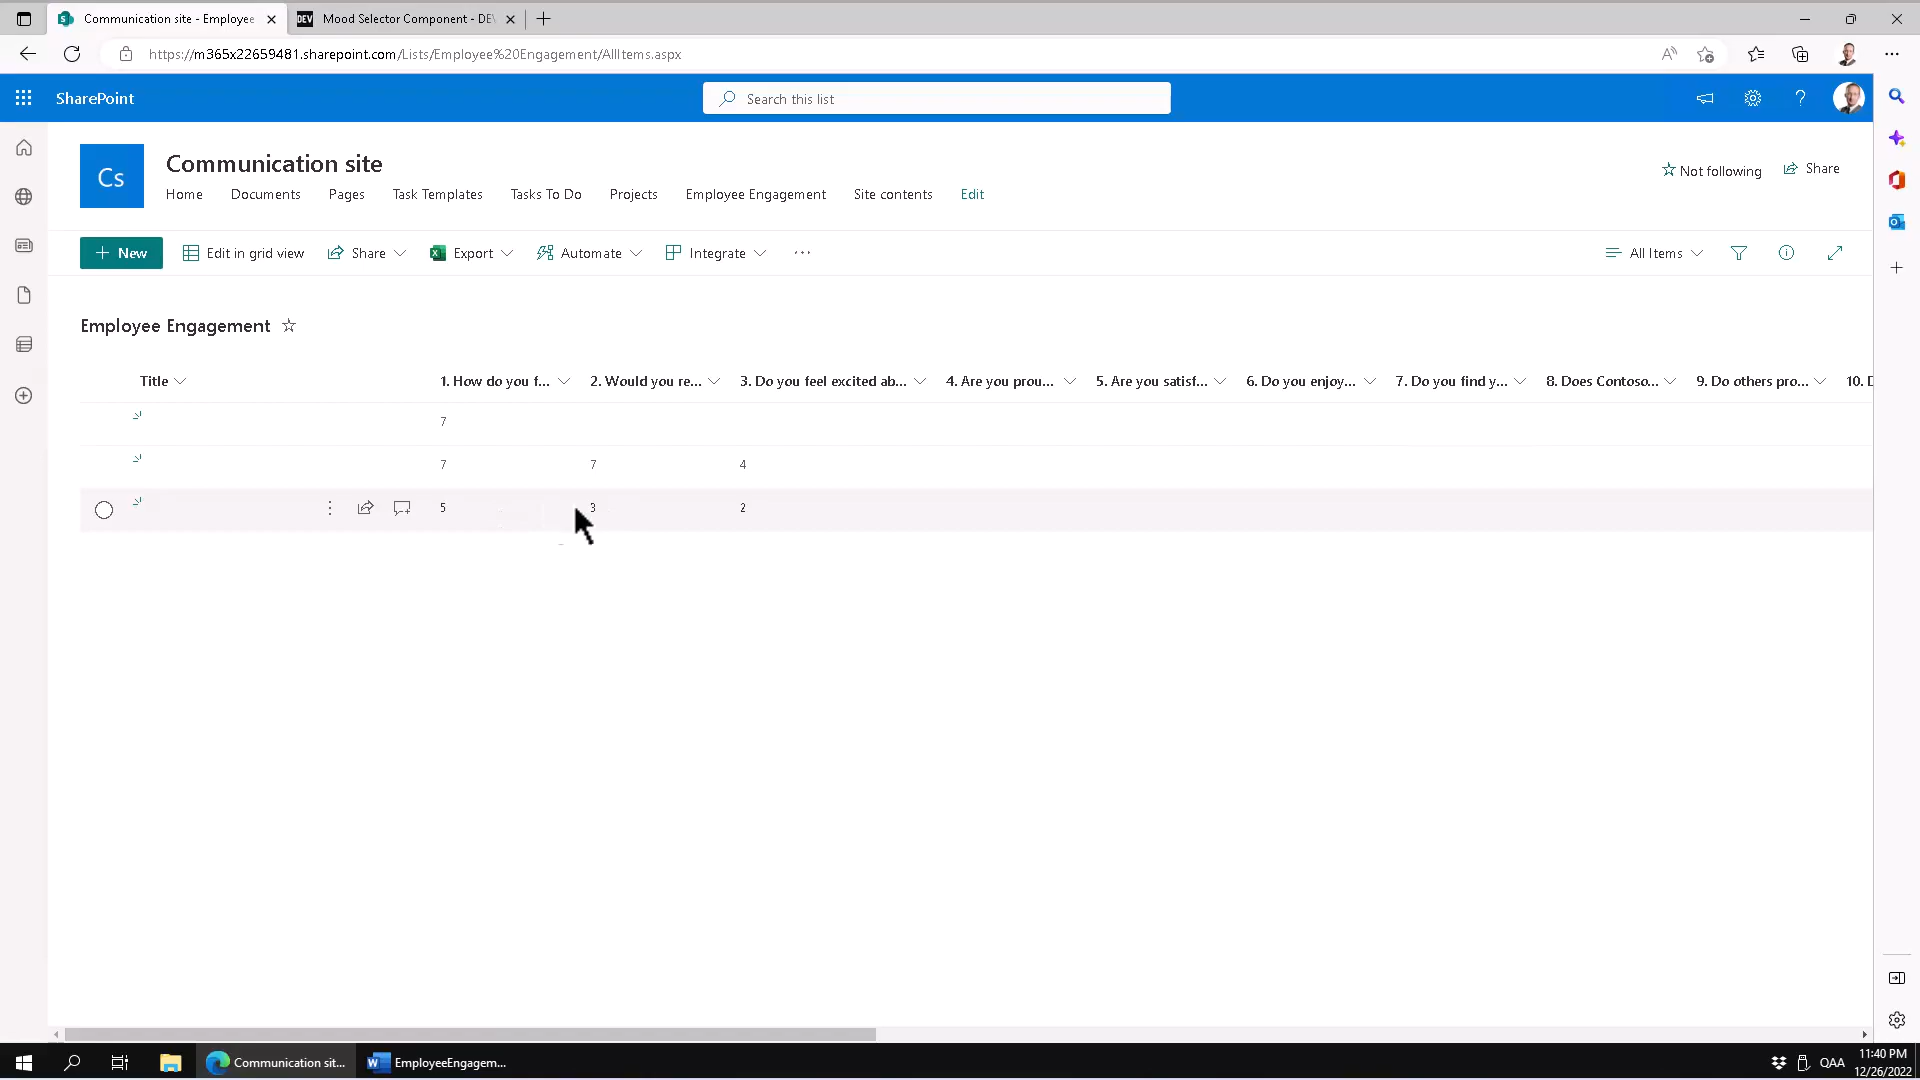 Communication site - Employee
Mood Selector Component - DE
https://m365x22659481.sharepoint.com/Lists/Employee%20Engagement/AllItems.aspx
SharePoint
Search this list
Cs
Communication site
Not following
Share
Home
Documents
Pages
Task Templates
Tasks To Do
Projects
Employee Engagement
Site contents
Edit
New
Edit in grid view
Share
Export
Automate
Integrate
All Items
Employee Engagement
Title
1. How do you f...
2. Would you re...
3. Do you feel excited ab...
4. Are you prou...
5. Are you satisf...
6. Do you enjoy...
7. Do you find y...
8. Does Contoso...
9. Do others pro...
10. D
7
7 7 4
5 3 2
Communication sit...
EmployeeEngagem...
QAA
11:40 PM
12/26/2022